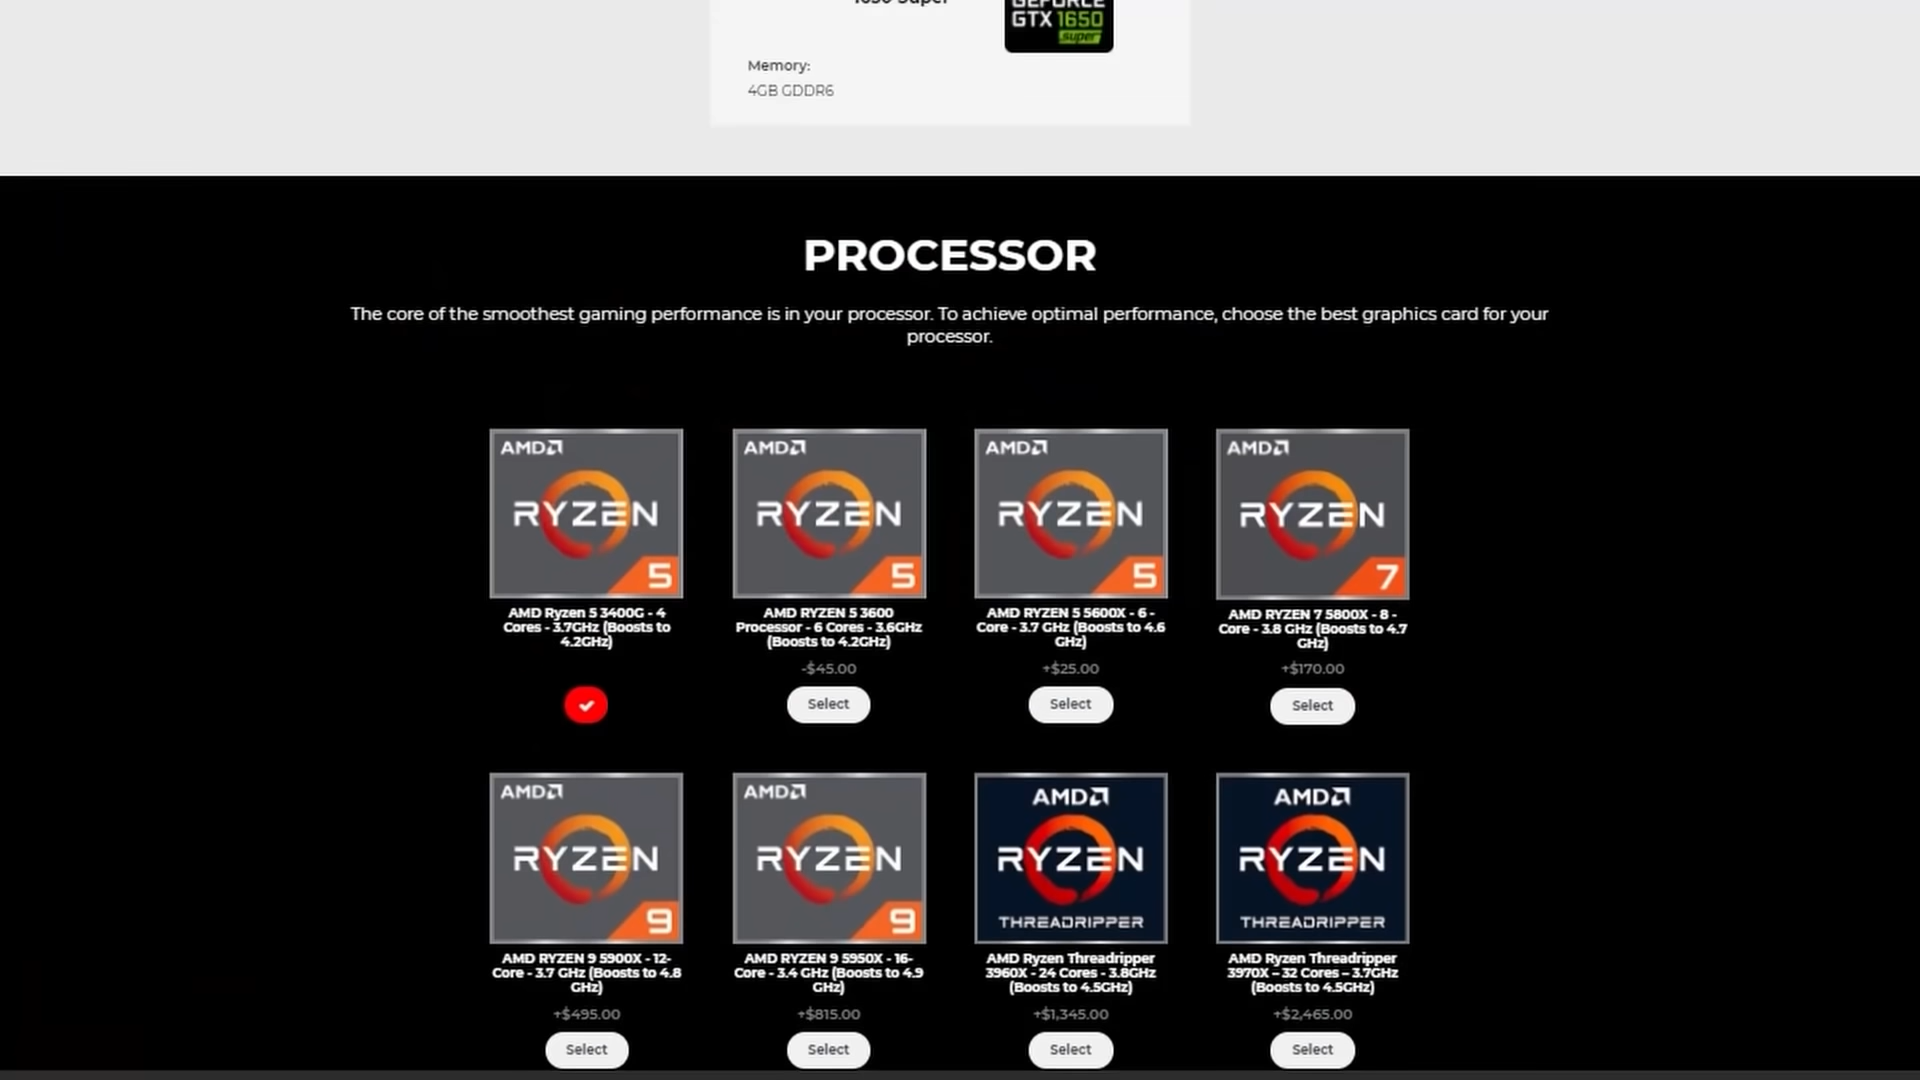 1650 Super
GEFORCE
GTX 1650
super
Memory:
4GB GDDR6
PROCESSOR
The core of the smoothest gaming performance is in your processor. To achieve optimal performance, choose the best graphics card for your
processor.
AMD
RYZEN
5
AMD Ryzen 5 3400G - 4
Cores - 3.7GHz (Boosts to
4.2GHz)
AMD
RYZEN
5
AMD RYZEN 5 3600
Processor - 6 Cores - 3.6GHz
(Boosts to 4.2GHz)
-$45.00
Select
AMD
RYZEN
5
AMD RYZEN 5 5600X - 6 -
Core - 3.7 GHz (Boosts to 4.6
GHz)
+$25.00
Select
AMD
RYZEN
7
AMD RYZEN 7 5800X - 8 -
Core - 3.8 GHz (Boosts to 4.7
GHz)
+$170.00
Select
AMD
RYZEN
9
AMD RYZEN 9 5900X - 12-
Core - 3.7 GHz (Boosts to 4.8
GHz)
+$495.00
Select
AMD
RYZEN
9
AMD RYZEN 9 5950X - 16-
Core - 3.4 GHz (Boosts to 4.9
GHz)
+$815.00
Select
AMD
RYZEN
THREADRIPPER
AMD Ryzen Threadripper
3960X - 24 Cores - 3.8GHz
(Boosts to 4.5GHz)
+$1,345.00
Select
AMD
RYZEN
THREADRIPPER
AMD Ryzen Threadripper
3970X – 32 Cores – 3.7GHz
(Boosts to 4.5GHz)
+$2,465.00
Select